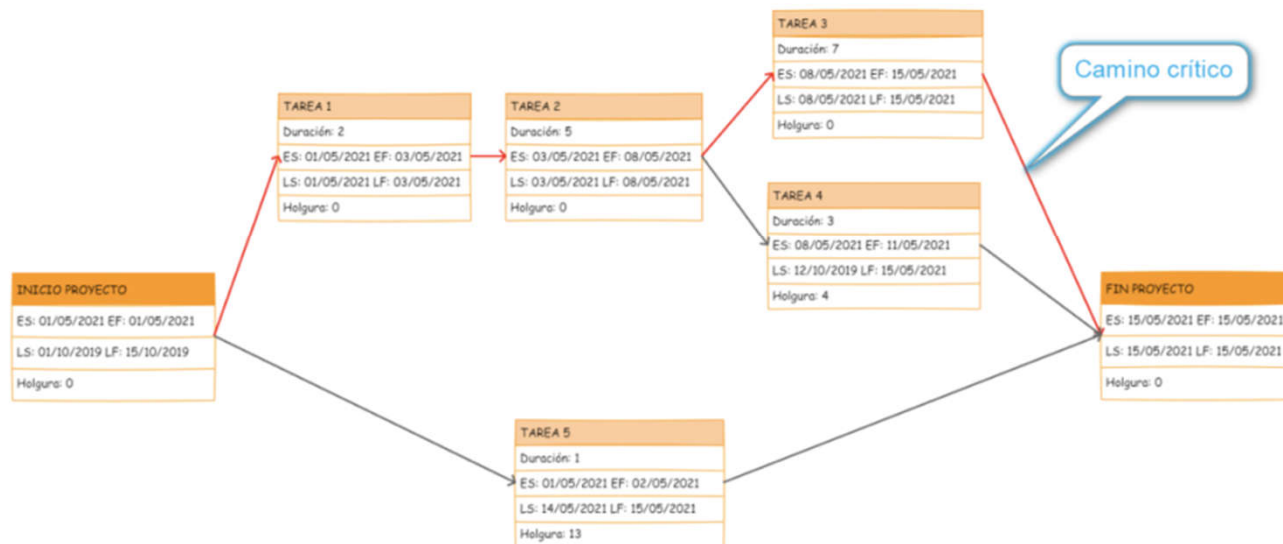 TAREA 3
Duración: 7
ES: 08/05/2021 EF: 15/05/2021
LS: 08/05/2021 LF: 15/05/2021
Holgura: 0
Camino crítico
TAREA 1
Duración: 2
ES: 01/05/2021 EF: 03/05/2021
LS: 01/05/2021 LF: 03/05/2021
Holgura: 0
TAREA 2
Duración: 5
ES: 03/05/2021 EF: 08/05/2021
LS: 03/05/2021 LF: 08/05/2021
Holgura: 0
TAREA 4
Duración: 3
ES: 08/05/2021 EF: 11/05/2021
LS: 12/10/2019 LF: 15/05/2021
Holgura: 4
INICIO PROYECTO
ES: 01/05/2021 EF: 01/05/2021
LS: 01/10/2019 LF: 15/10/2019
Holgura: 0
FIN PROYECTO
ES: 15/05/2021 EF: 15/05/2021
LS: 15/05/2021 LF: 15/05/2021
Holgura: 0
TAREA 5
Duración: 1
ES: 01/05/2021 EF: 02/05/2021
LS: 14/05/2021 LF: 15/05/2021
Holgura: 13